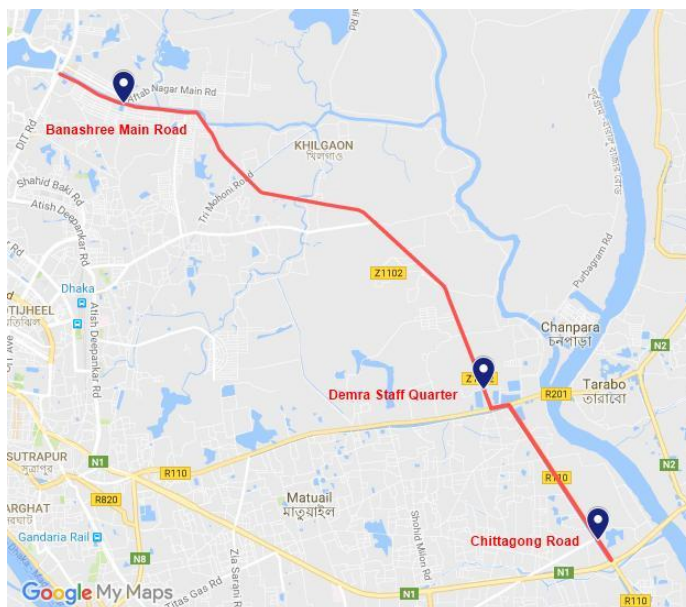 Aftab Nagar Main Rd
Banashree Main Road
DIT Rd
KHILGAON
খিলগাও
Shahid Baki Rd
Tri Mohoni Road
Atish Deepankar Rd
Purbagram Rd
Z1102
Dhaka
OTIJHEEL
মতিঝিল
Atish Deepankar Rd
Chanpara
চনপাড়া
N2
Tarabo
তারাবো
Demra Staff Quarter
R201
SUTRAPUR
সূত্রাপুর
N1
R110
R110
N2
R820
Matuail
মাতুয়াইল
ARGHAT
Gandaria Rail
Chittagong Road
Shohid Milon Rd
N8
Zia Sarani R
N1
N1
Titas Gas Rd
R110
Google My Maps